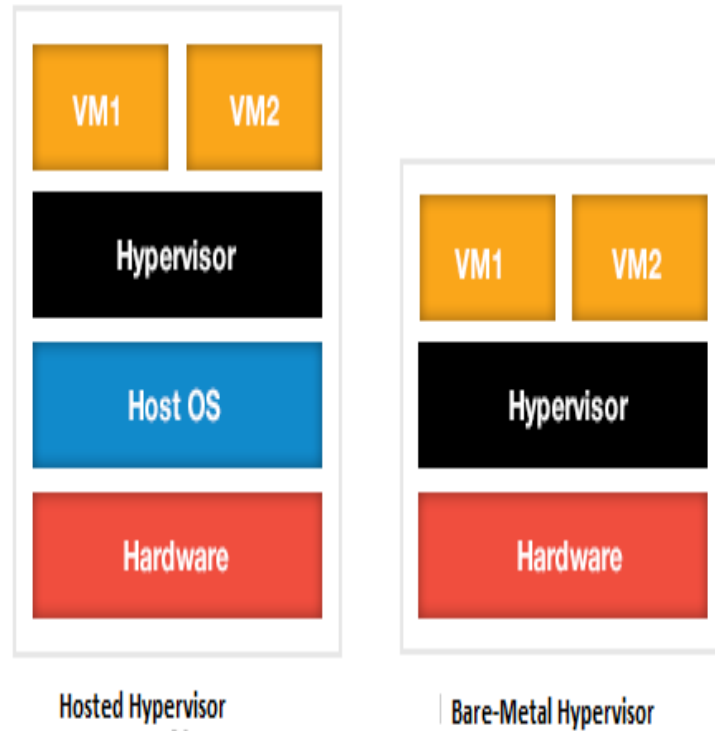 VM1 VM2
Hypervisor
Host OS
Hardware
Hosted Hypervisor
VM1 VM2
Hypervisor
Hardware
Bare-Metal Hypervisor